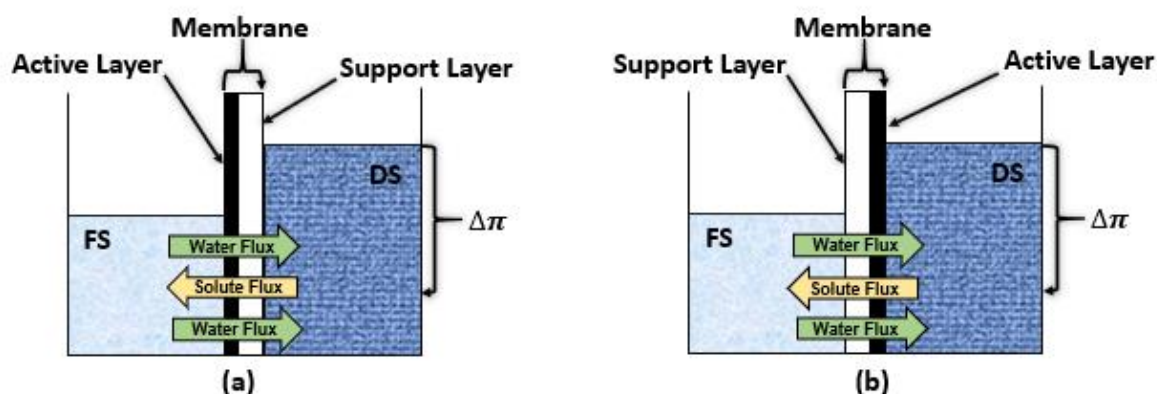 Membrane
Active Layer
Support Layer
DS
FS
Δπ
Water Flux
Solute Flux
Water Flux
(a)
Membrane
Support Layer
Active Layer
DS
FS
Δπ
Water Flux
Solute Flux
Water Flux
(b)